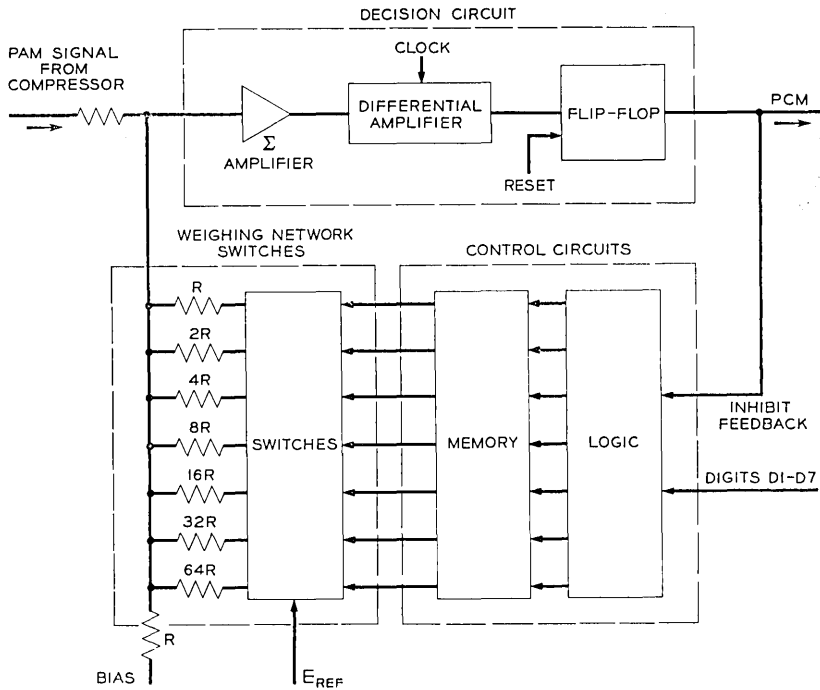 DECISION CIRCUIT
PAM SIGNAL
FROM
COMPRESSOR
CLOCK
DIFFERENTIAL
AMPLIFIER
FLIP-FLOP
PCM
Σ
AMPLIFIER
RESET
WEIGHING NETWORK
SWITCHES
CONTROL CIRCUITS
R
2R
4R
8R
16R
32R
64R
SWITCHES
MEMORY
LOGIC
INHIBIT
FEEDBACK
DIGITS D1-D7
R
BIAS
EREF